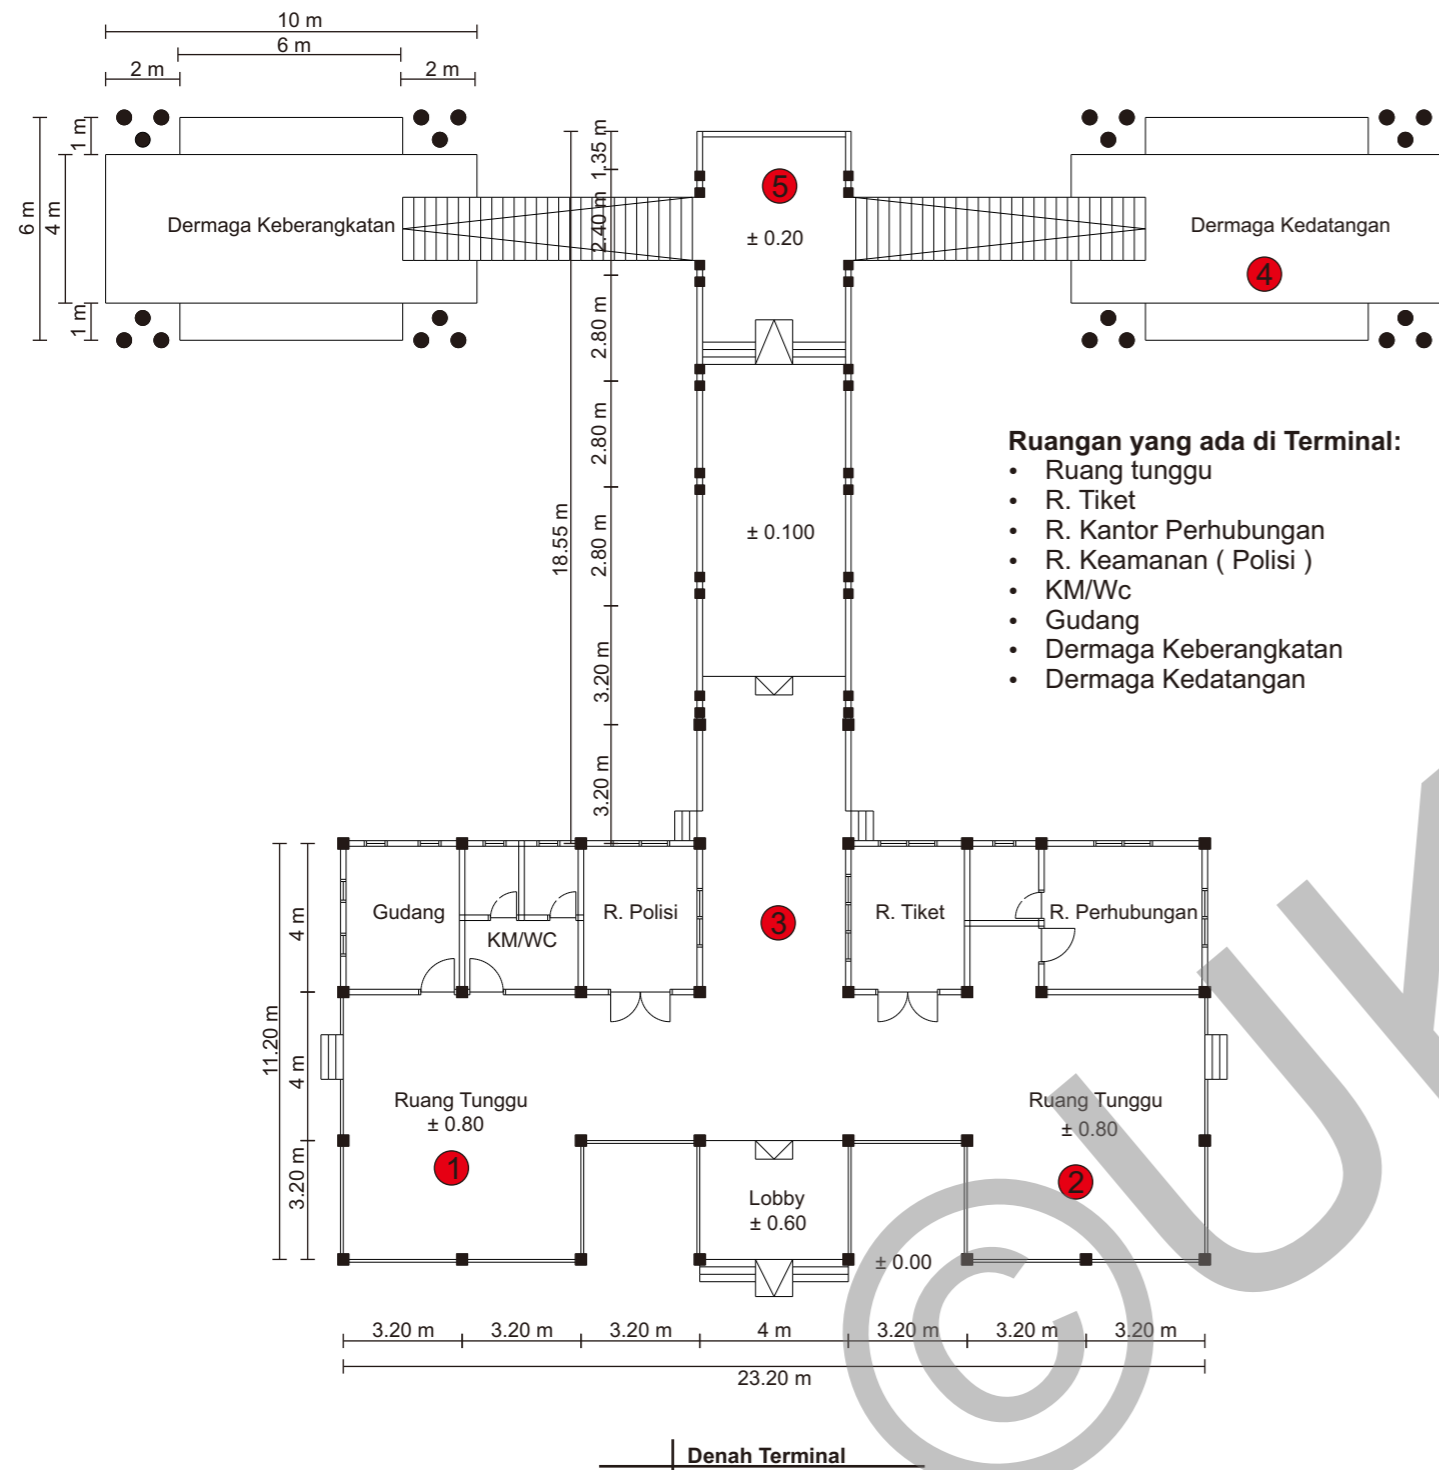 10 m
6 m
2 m
2 m
1 m
6 m
4 m
1 m
Dermaga Keberangkatan
1.35 m
2.40 m
2.80 m
2.80 m
2.80 m
3.20 m
3.20 m
18.55 m
5
± 0.20
Dermaga Kedatangan
4
± 0.100
Ruangan yang ada di Terminal:
• Ruang tunggu
• R. Tiket
• R. Kantor Perhubungan
• R. Keamanan ( Polisi )
• KM/Wc
• Gudang
• Dermaga Keberangkatan
• Dermaga Kedatangan
Gudang
KM/WC
R. Polisi
3
R. Tiket
R. Perhubungan
11.20 m
4 m
4 m
3.20 m
Ruang Tunggu
± 0.80
1
Ruang Tunggu
± 0.80
2
Lobby
± 0.60
± 0.00
3.20 m 3.20 m 3.20 m 4 m 3.20 m 3.20 m 3.20 m
23.20 m
Denah Terminal
© UK